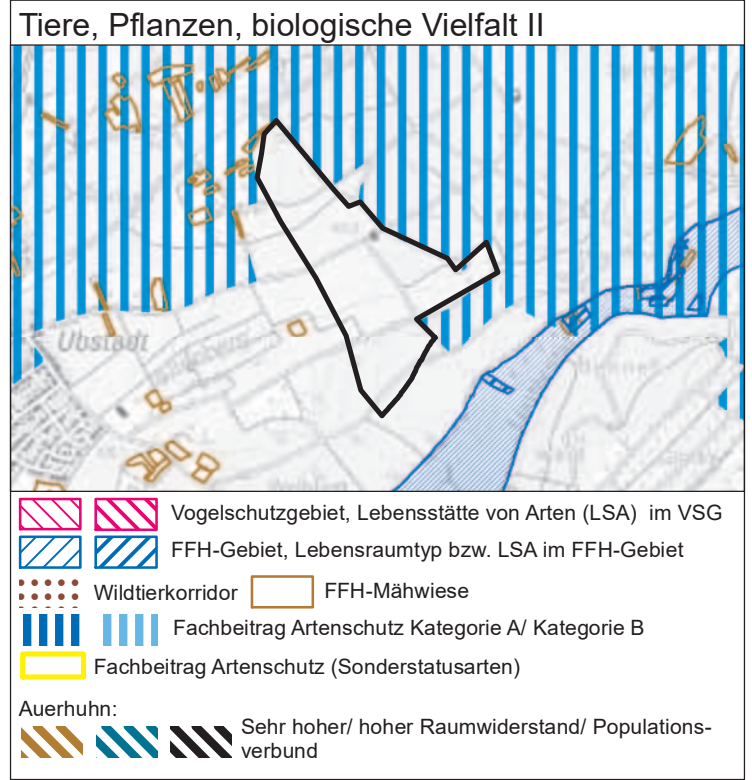 Tiere, Pflanzen, biologische Vielfalt II
Ubstadt
Vogelschutzgebiet, Lebensstätte von Arten (LSA) im VSG
FFH-Gebiet, Lebensraumtyp bzw. LSA im FFH-Gebiet
Wildtierkorridor
FFH-Mähwiese
Fachbeitrag Artenschutz Kategorie A/ Kategorie B
Fachbeitrag Artenschutz (Sonderstatusarten)
Auerhuhn:
Sehr hoher/ hoher Raumwiderstand/ Populations-
verbund